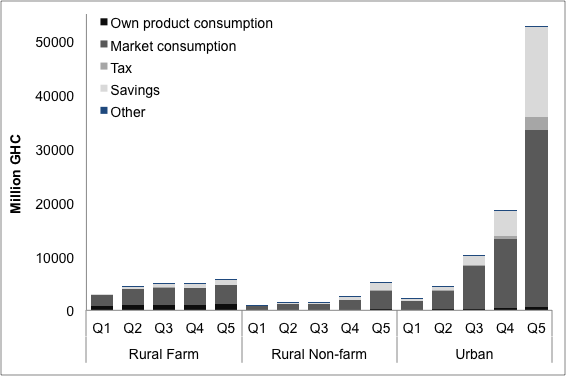 Own product consumption
Market consumption
Tax
Savings
Other
Million GHC
50000
40000
30000
20000
10000
0
Q1 Q2 Q3 Q4 Q5 Q1 Q2 Q3 Q4 Q5 Q1 Q2 Q3 Q4 Q5
Rural Farm Rural Non-farm Urban